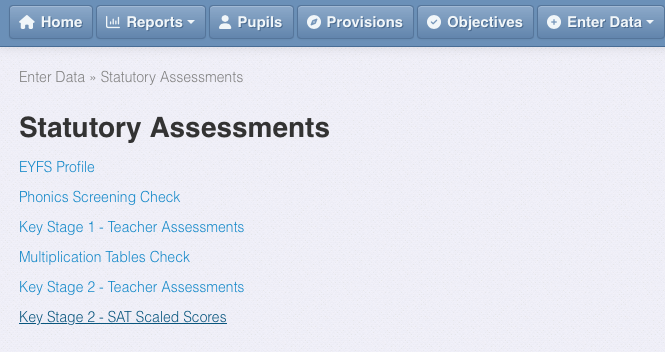 Home Reports Pupils Provisions Objectives Enter Data
Enter Data » Statutory Assessments
Statutory Assessments
EYFS Profile
Phonics Screening Check
Key Stage 1 - Teacher Assessments
Multiplication Tables Check
Key Stage 2 - Teacher Assessments
Key Stage 2 - SAT Scaled Scores